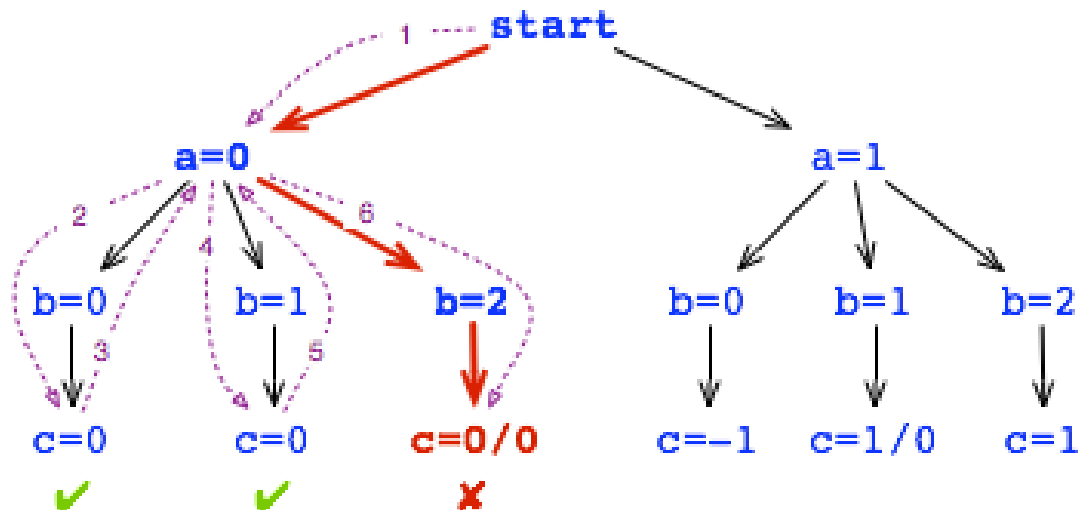 1 start
a=0 a=1
2 4 6
b=0 b=1 b=2 b=0 b=1 b=2
3 5
c=0 c=0 c=0/0 c=-1 c=1/0 c=1
✔ ✔ ✘